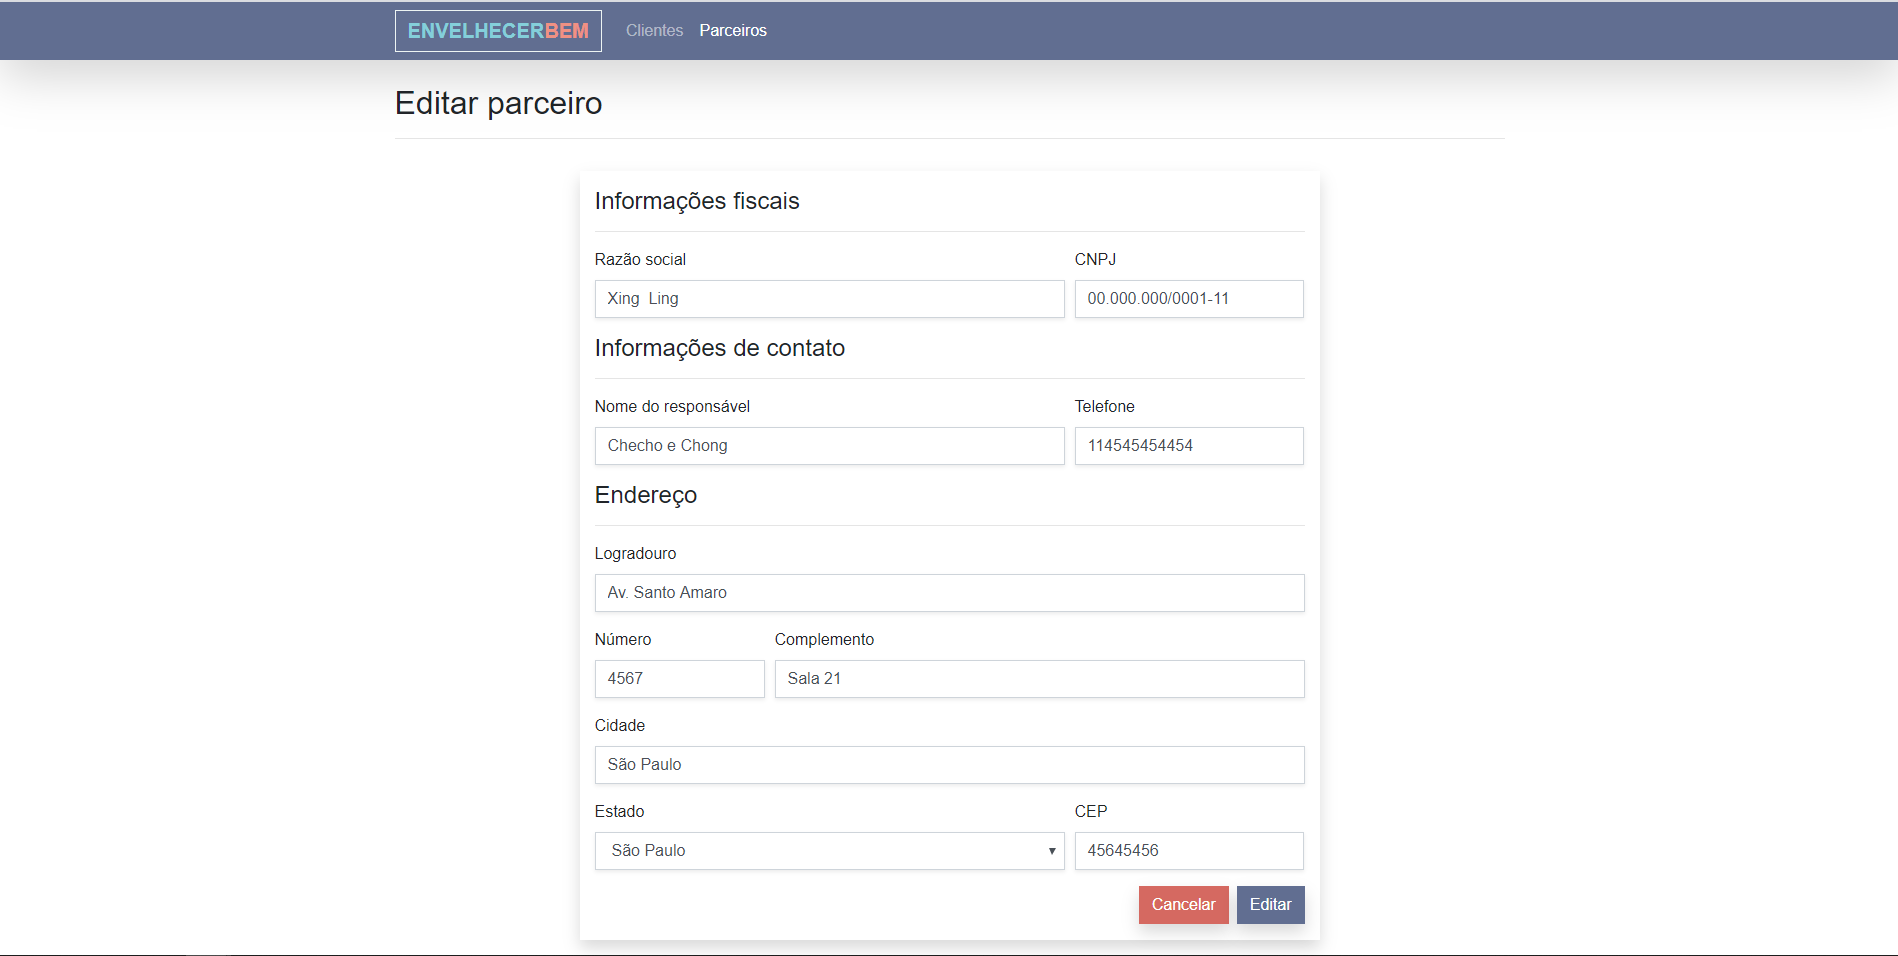 ENVELHECERBEM Clientes Parceiros
Editar parceiro
Informações fiscais
Razão social CNPJ
Xing  Ling 00.000.000/0001-11
Informações de contato
Nome do responsável Telefone
Checho e Chong 114545454454
Endereço
Logradouro
Av. Santo Amaro
Número Complemento
4567 Sala 21
Cidade
São Paulo
Estado CEP
São Paulo 45645456
Cancelar Editar